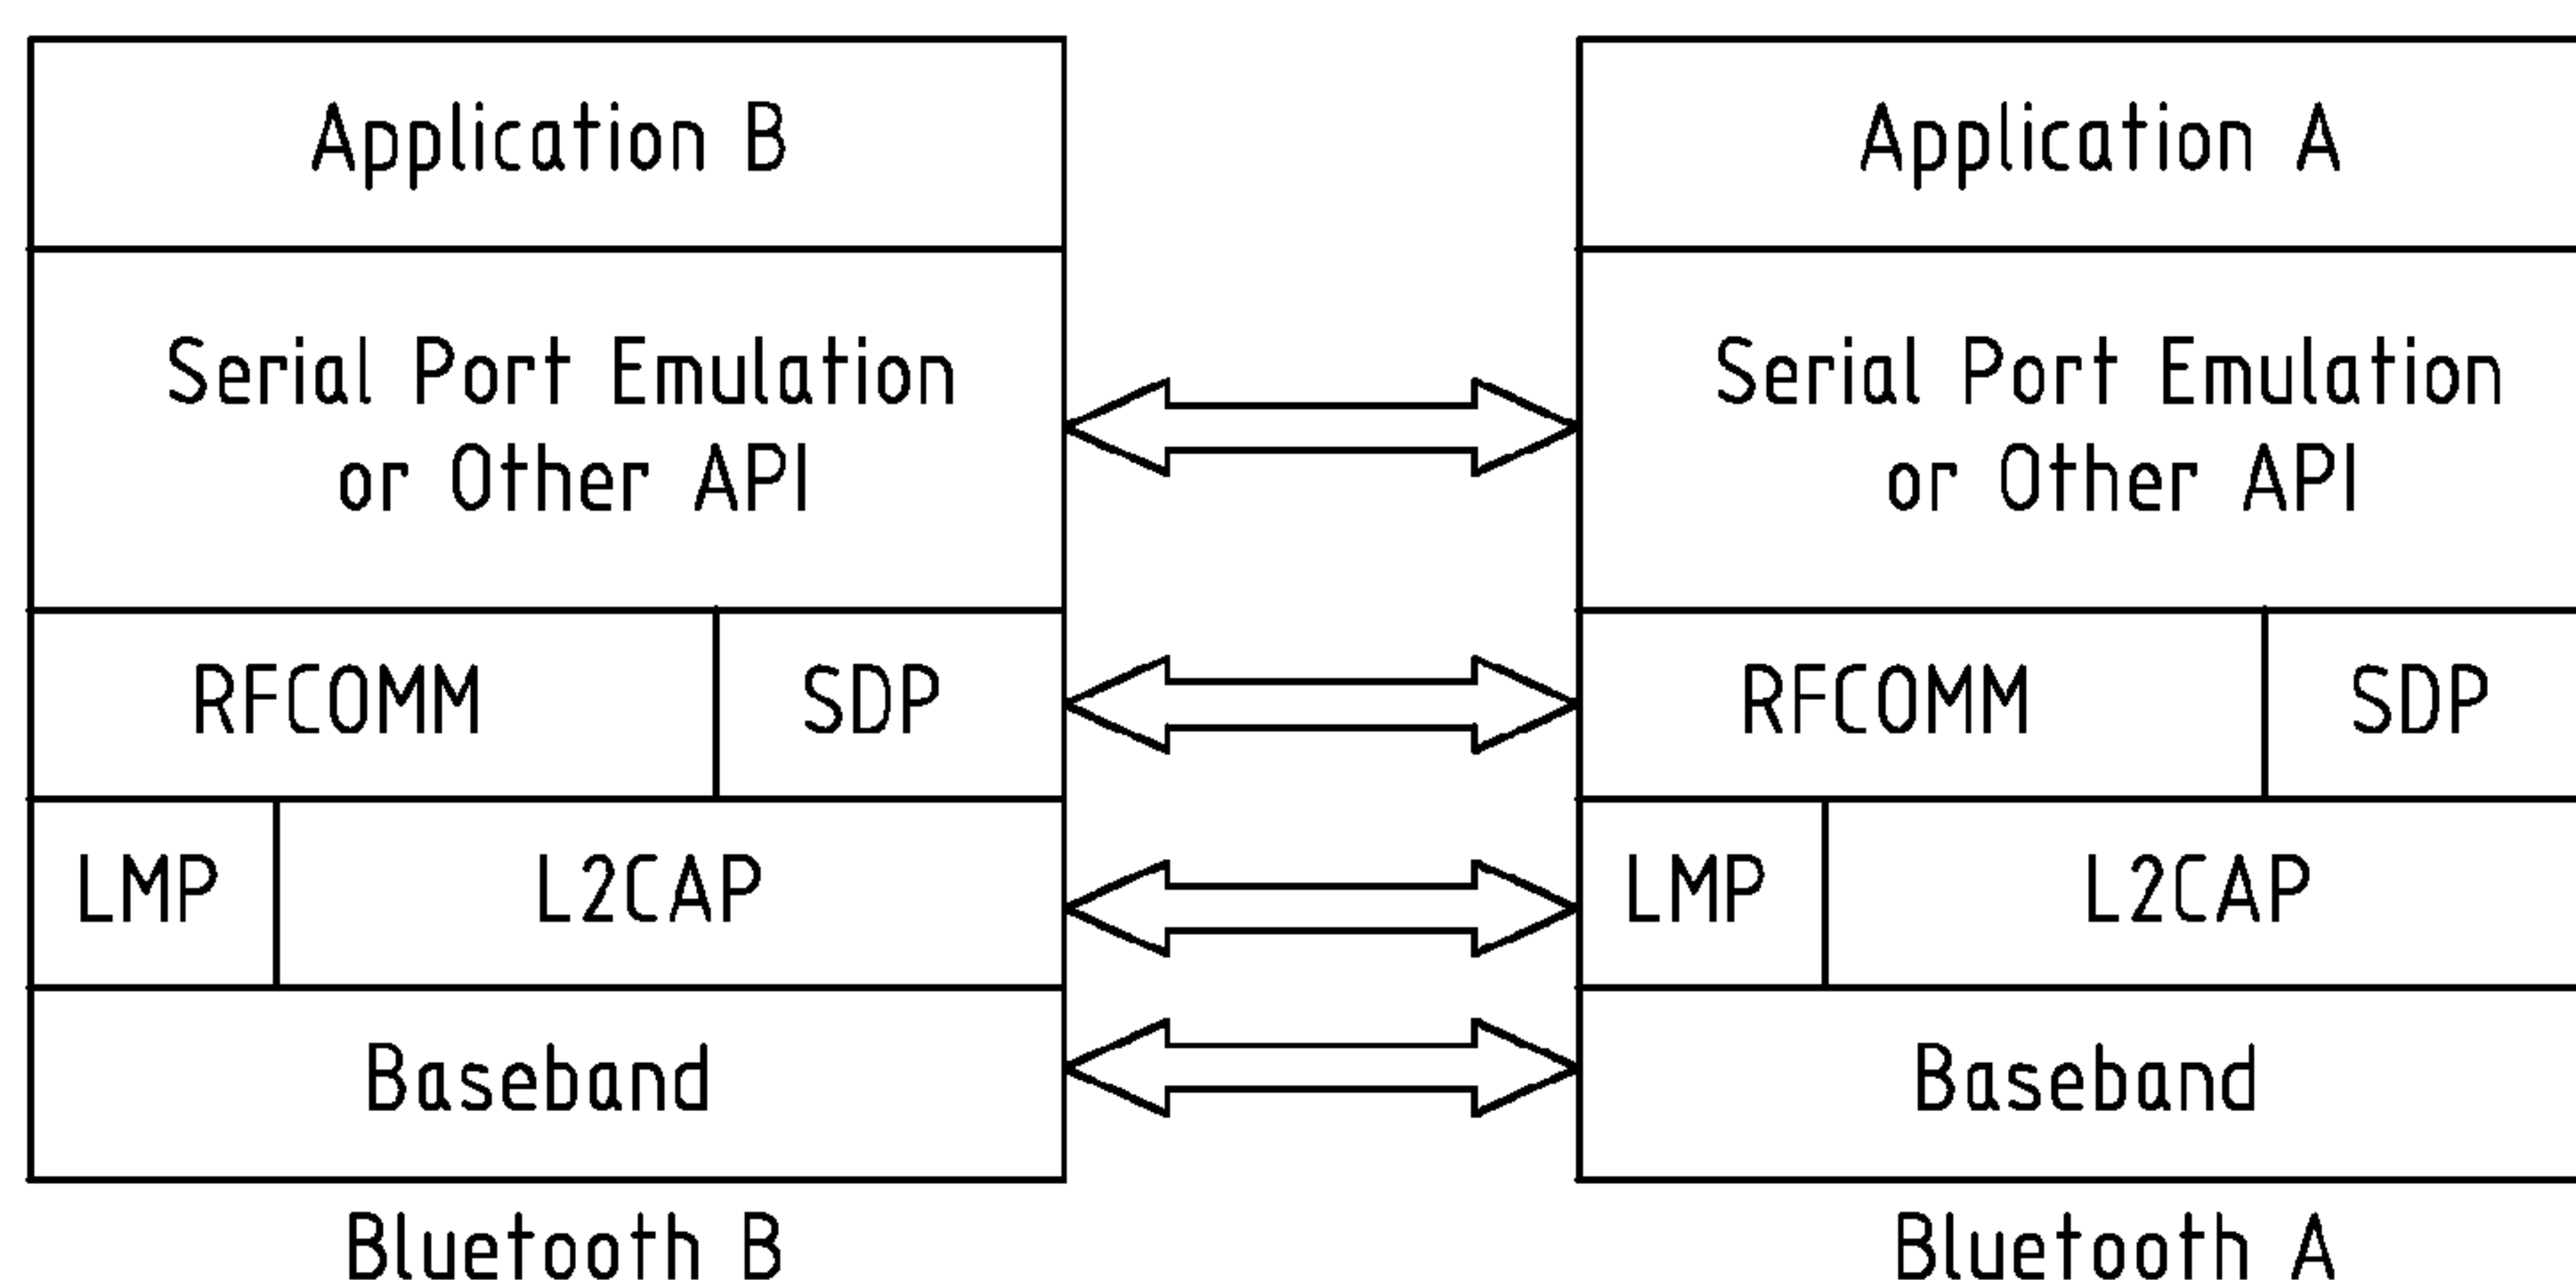 Application B
Serial Port Emulation
or Other API
RFCOMM
SDP
LMP
L2CAP
Baseband
Bluetooth B
Application A
Serial Port Emulation
or Other API
RFCOMM
SDP
LMP
L2CAP
Baseband
Bluetooth A